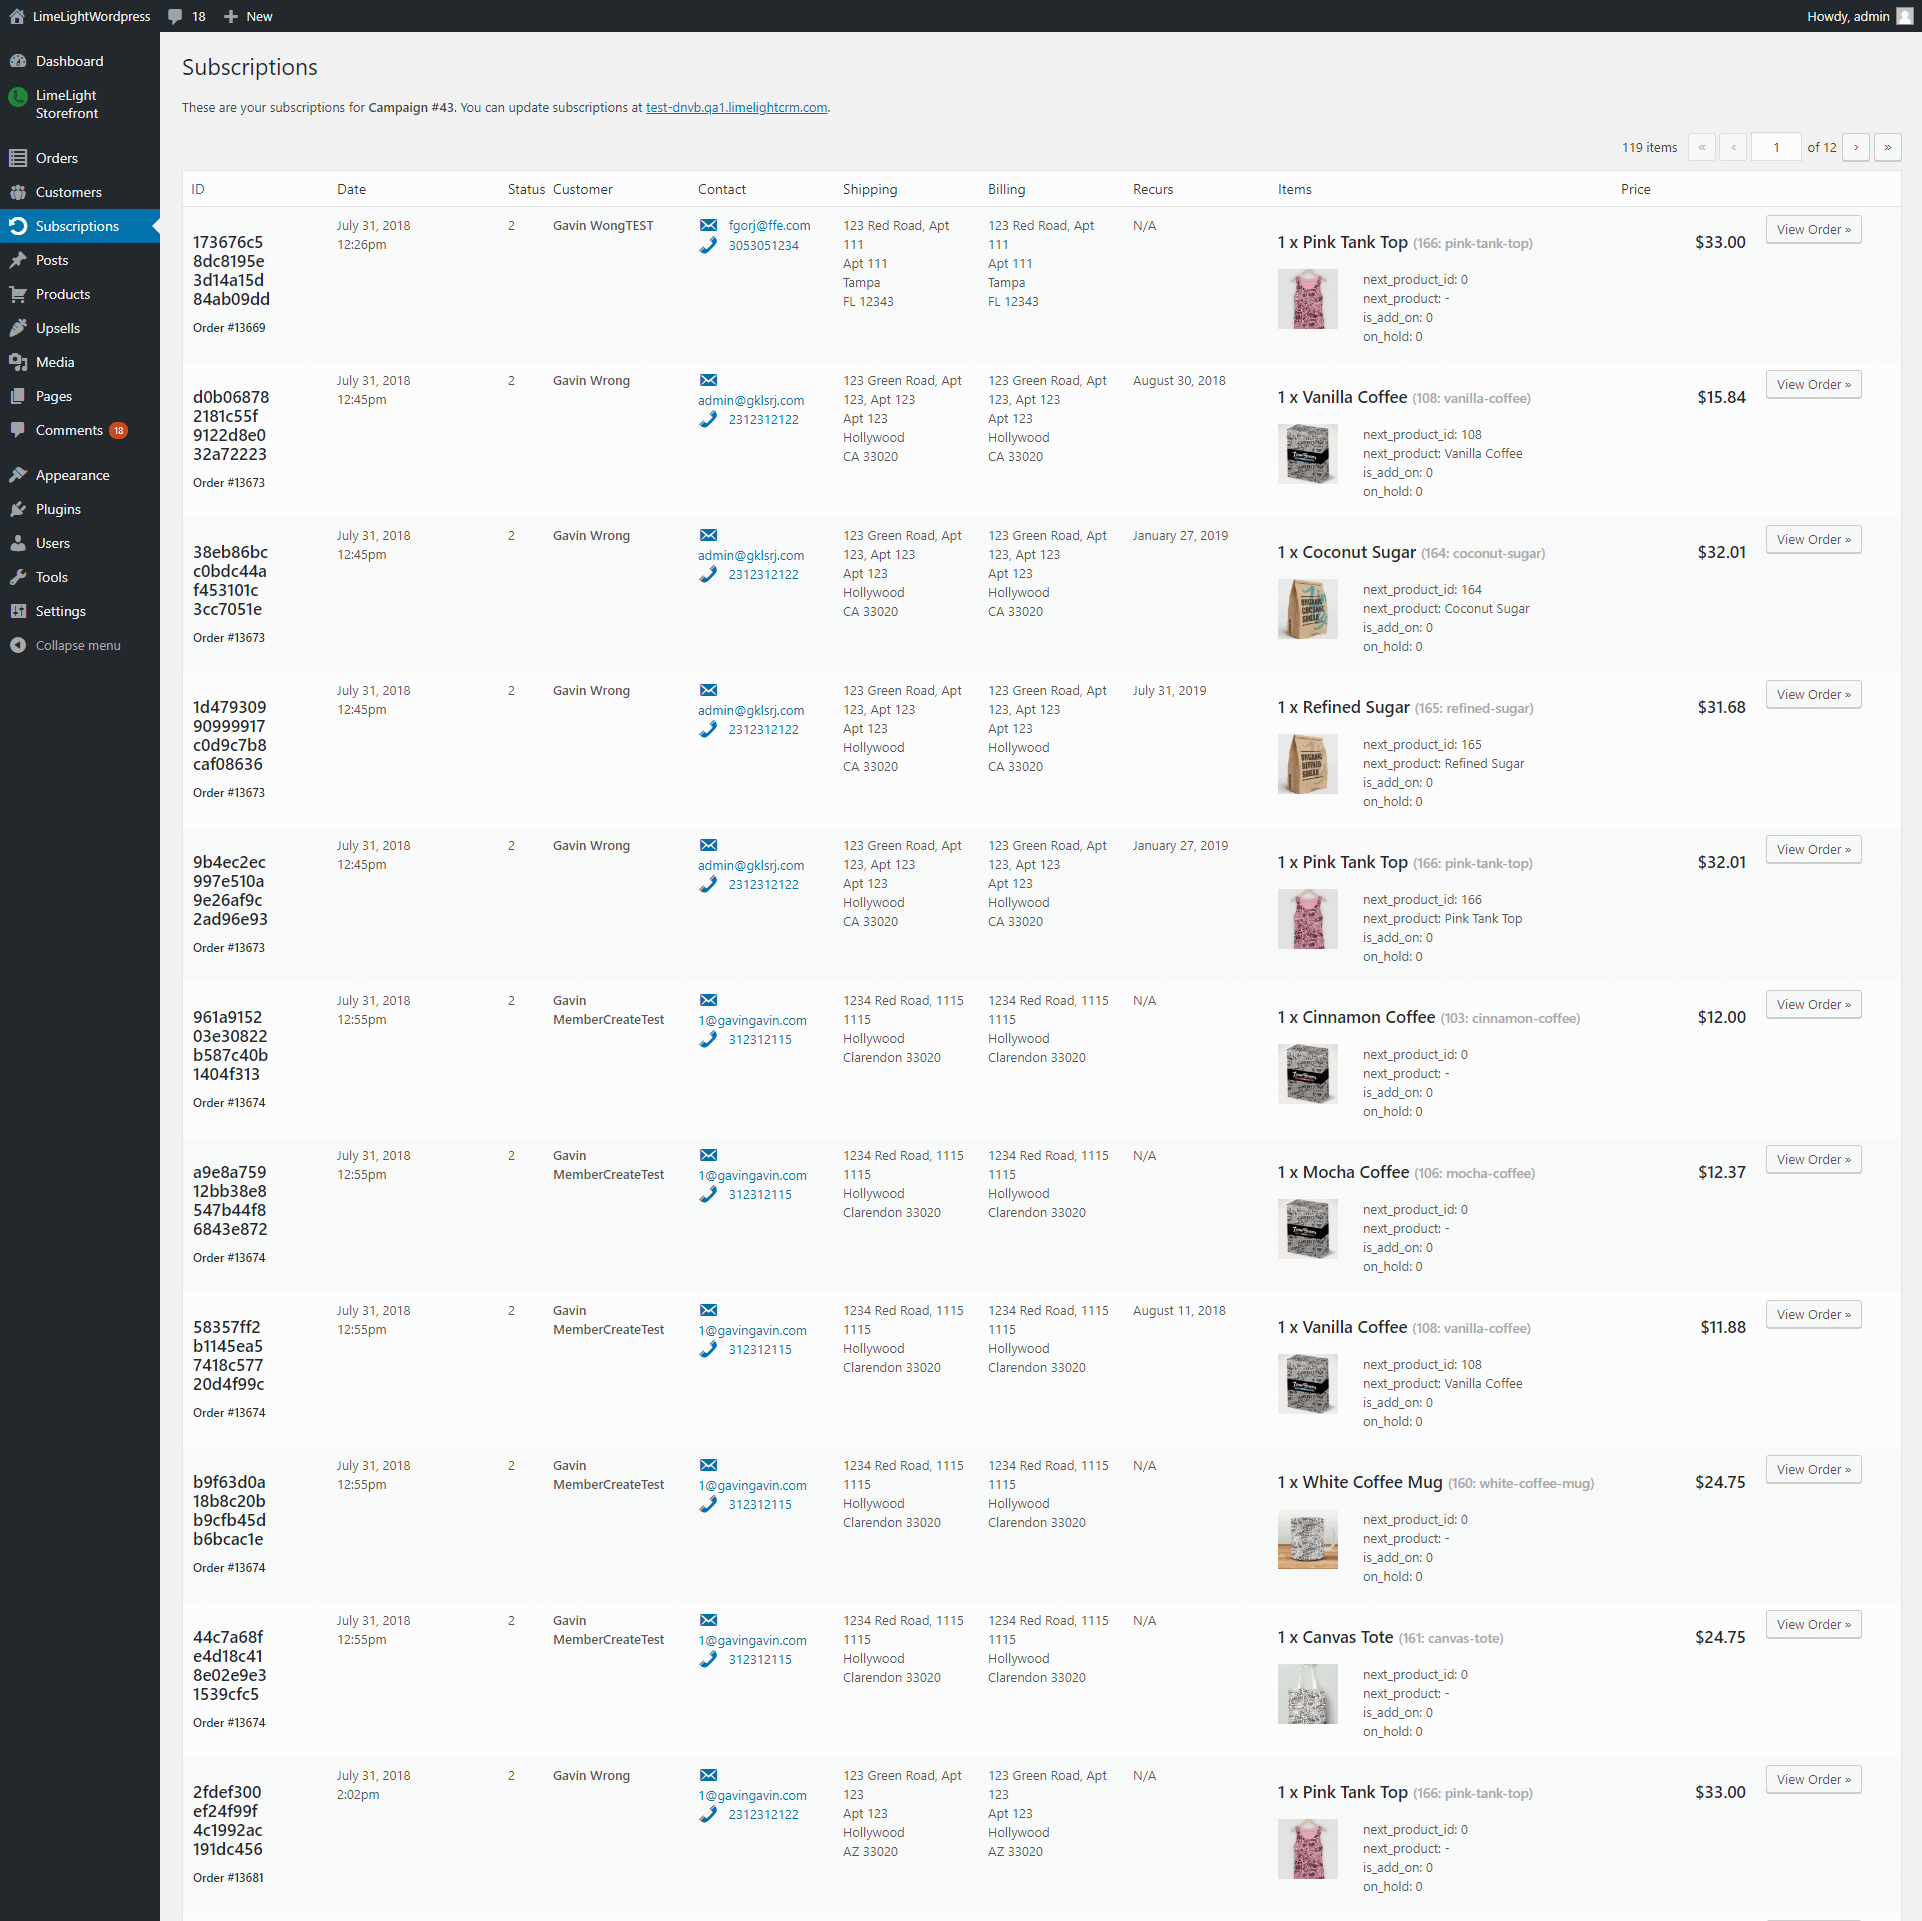 LimeLightWordpress 18 New Howdy, admin
Dashboard
LimeLight
Storefront
Orders
Customers
Subscriptions
Posts
Products
Upsells
Media
Pages
Comments 18
Appearance
Plugins
Users
Tools
Settings
Collapse menu
Subscriptions
These are your subscriptions for Campaign #43. You can update subscriptions at test-dnvb.qa1.limelightcrm.com.
119 items « ‹ 1 of 12 › »
ID Date Status Customer Contact Shipping Billing Recurs Items Price
173676c5
8dc8195e
3d14a15d
84ab09dd
Order #13669
July 31, 2018
12:26pm
2
Gavin WongTEST
fgorj@ffe.com
3053051234
123 Red Road, Apt
111
Apt 111
Tampa
FL 12343
123 Red Road, Apt
111
Apt 111
Tampa
FL 12343
N/A
1 x Pink Tank Top (166: pink-tank-top)
next_product_id: 0
next_product: -
is_add_on: 0
on_hold: 0
$33.00
View Order »
d0b06878
2181c55f
9122d8e0
32a72223
Order #13673
July 31, 2018
12:45pm
2
Gavin Wrong
admin@gklsrj.com
2312312122
123 Green Road, Apt
123, Apt 123
Apt 123
Hollywood
CA 33020
123 Green Road, Apt
123, Apt 123
Apt 123
Hollywood
CA 33020
August 30, 2018
1 x Vanilla Coffee (108: vanilla-coffee)
next_product_id: 108
next_product: Vanilla Coffee
is_add_on: 0
on_hold: 0
$15.84
View Order »
38eb86bc
c0bdc44a
f453101c
3cc7051e
Order #13673
July 31, 2018
12:45pm
2
Gavin Wrong
admin@gklsrj.com
2312312122
123 Green Road, Apt
123, Apt 123
Apt 123
Hollywood
CA 33020
123 Green Road, Apt
123, Apt 123
Apt 123
Hollywood
CA 33020
January 27, 2019
1 x Coconut Sugar (164: coconut-sugar)
ORGANIC
COCONUT
SUGAR
next_product_id: 164
next_product: Coconut Sugar
is_add_on: 0
on_hold: 0
$32.01
View Order »
1d479309
90999917
c0d9c7b8
caf08636
Order #13673
July 31, 2018
12:45pm
2
Gavin Wrong
admin@gklsrj.com
2312312122
123 Green Road, Apt
123, Apt 123
Apt 123
Hollywood
CA 33020
123 Green Road, Apt
123, Apt 123
Apt 123
Hollywood
CA 33020
July 31, 2019
1 x Refined Sugar (165: refined-sugar)
ORGANIC
REFINED
SUGAR
next_product_id: 165
next_product: Refined Sugar
is_add_on: 0
on_hold: 0
$31.68
View Order »
9b4ec2ec
997e510a
9e26af9c
2ad96e93
Order #13673
July 31, 2018
12:45pm
2
Gavin Wrong
admin@gklsrj.com
2312312122
123 Green Road, Apt
123, Apt 123
Apt 123
Hollywood
CA 33020
123 Green Road, Apt
123, Apt 123
Apt 123
Hollywood
CA 33020
January 27, 2019
1 x Pink Tank Top (166: pink-tank-top)
next_product_id: 166
next_product: Pink Tank Top
is_add_on: 0
on_hold: 0
$32.01
View Order »
961a9152
03e30822
b587c40b
1404f313
Order #13674
July 31, 2018
12:55pm
2
Gavin
MemberCreateTest
1@gavingavin.com
312312115
1234 Red Road, 1115
1115
Hollywood
Clarendon 33020
1234 Red Road, 1115
1115
Hollywood
Clarendon 33020
N/A
1 x Cinnamon Coffee (103: cinnamon-coffee)
next_product_id: 0
next_product: -
is_add_on: 0
on_hold: 0
$12.00
View Order »
a9e8a759
12bb38e8
547b44f8
6843e872
Order #13674
July 31, 2018
12:55pm
2
Gavin
MemberCreateTest
1@gavingavin.com
312312115
1234 Red Road, 1115
1115
Hollywood
Clarendon 33020
1234 Red Road, 1115
1115
Hollywood
Clarendon 33020
N/A
1 x Mocha Coffee (106: mocha-coffee)
next_product_id: 0
next_product: -
is_add_on: 0
on_hold: 0
$12.37
View Order »
58357ff2
b1145ea5
7418c577
20d4f99c
Order #13674
July 31, 2018
12:55pm
2
Gavin
MemberCreateTest
1@gavingavin.com
312312115
1234 Red Road, 1115
1115
Hollywood
Clarendon 33020
1234 Red Road, 1115
1115
Hollywood
Clarendon 33020
August 11, 2018
1 x Vanilla Coffee (108: vanilla-coffee)
next_product_id: 108
next_product: Vanilla Coffee
is_add_on: 0
on_hold: 0
$11.88
View Order »
b9f63d0a
18b8c20b
b9cfb45d
b6bcac1e
Order #13674
July 31, 2018
12:55pm
2
Gavin
MemberCreateTest
1@gavingavin.com
312312115
1234 Red Road, 1115
1115
Hollywood
Clarendon 33020
1234 Red Road, 1115
1115
Hollywood
Clarendon 33020
N/A
1 x White Coffee Mug (160: white-coffee-mug)
next_product_id: 0
next_product: -
is_add_on: 0
on_hold: 0
$24.75
View Order »
44c7a68f
e4d18c41
8e02e9e3
1539cfc5
Order #13674
July 31, 2018
12:55pm
2
Gavin
MemberCreateTest
1@gavingavin.com
312312115
1234 Red Road, 1115
1115
Hollywood
Clarendon 33020
1234 Red Road, 1115
1115
Hollywood
Clarendon 33020
N/A
1 x Canvas Tote (161: canvas-tote)
next_product_id: 0
next_product: -
is_add_on: 0
on_hold: 0
$24.75
View Order »
2fdef300
ef24f99f
4c1992ac
191dc456
Order #13681
July 31, 2018
2:02pm
2
Gavin Wrong
1@gavingavin.com
2312312122
123 Green Road, Apt
123
Apt 123
Hollywood
AZ 33020
123 Green Road, Apt
123
Apt 123
Hollywood
AZ 33020
N/A
1 x Pink Tank Top (166: pink-tank-top)
next_product_id: 0
next_product: -
is_add_on: 0
on_hold: 0
$33.00
View Order »